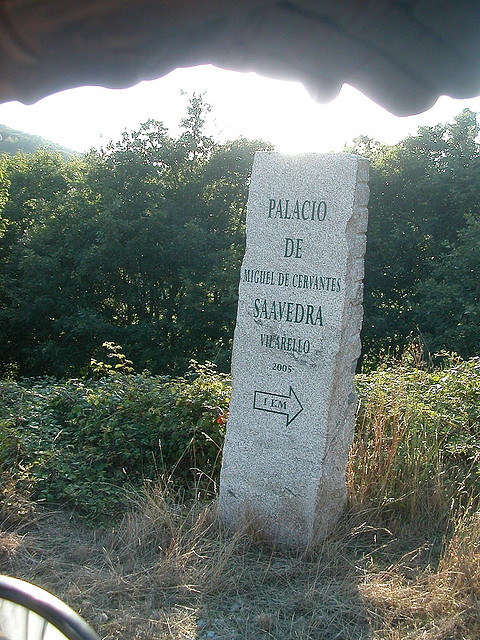 PALACIO
DE
MIGUEL DE CERVANTES
SAAVEDRA
VILARELLO
2005
1 KM